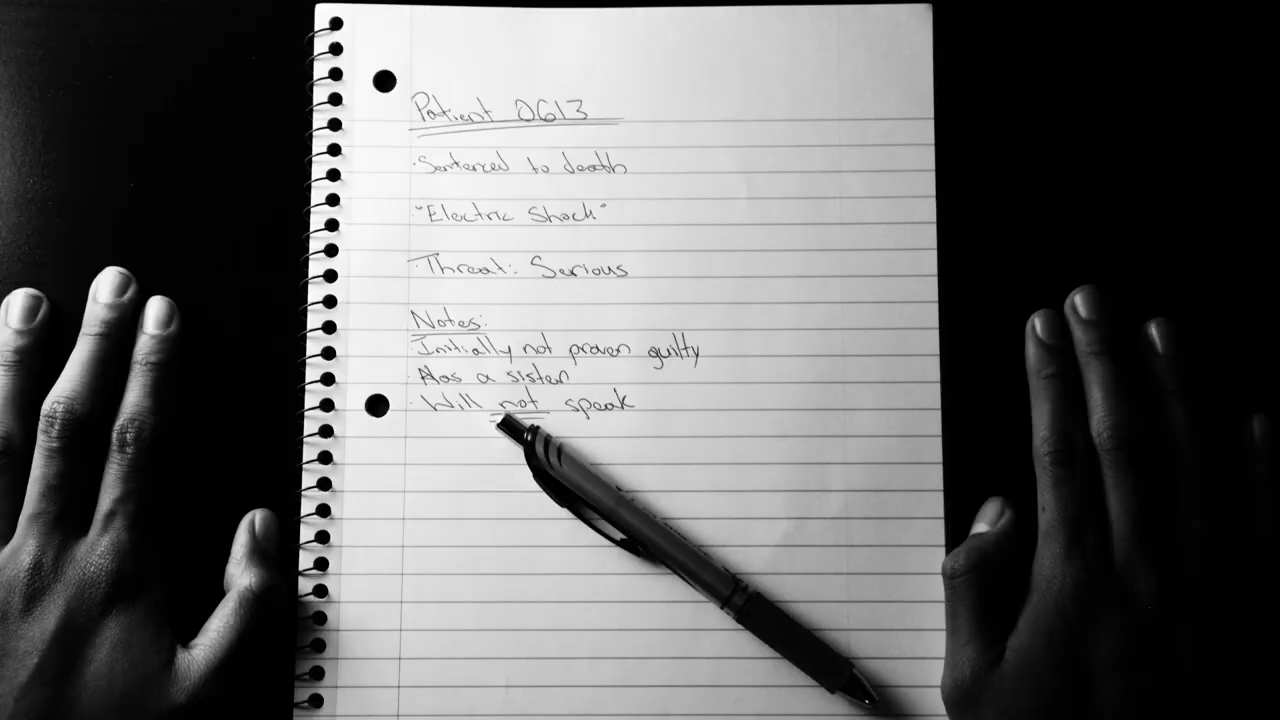 Patient 0613
·Sentenced to death
·"Electric Shock"
·Threat: Serious
Notes:
·Initially not proven guilty
·Has a sister
·Will not speak